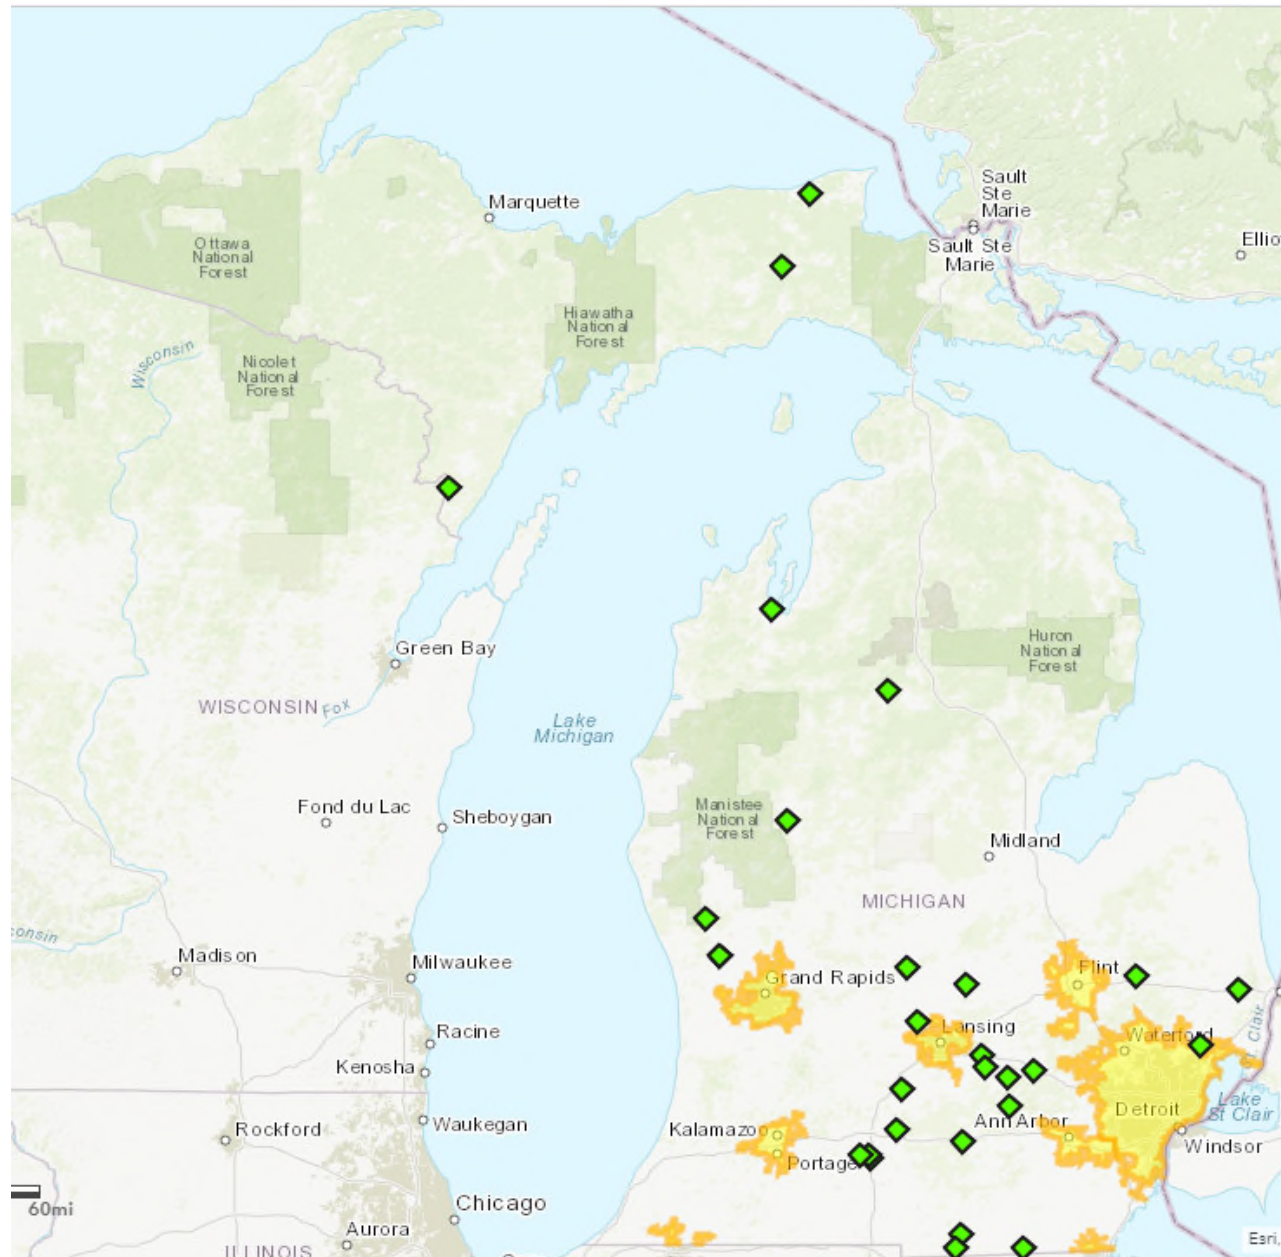 Marquette
Sault
Ste
Marie
Sault Ste
Marie
Ottawa
National
Forest
Hiawatha
National
Forest
Wisconsin
Nicolet
National
Forest
Green Bay
Huron
National
Forest
WISCONSIN
Fox
Lake
Michigan
Fond du Lac
Sheboygan
Manistee
National
Forest
Midland
MICHIGAN
Madison
Milwaukee
Grand Rapids
Flint
Racine
Lansing
Waterford
Kenosha
Waukegan
Detroit
Lake
St Clair
Rockford
Kalamazoo
Ann Arbor
Windsor
Portage
Chicago
60mi
Aurora
ILLINOIS
Esri,